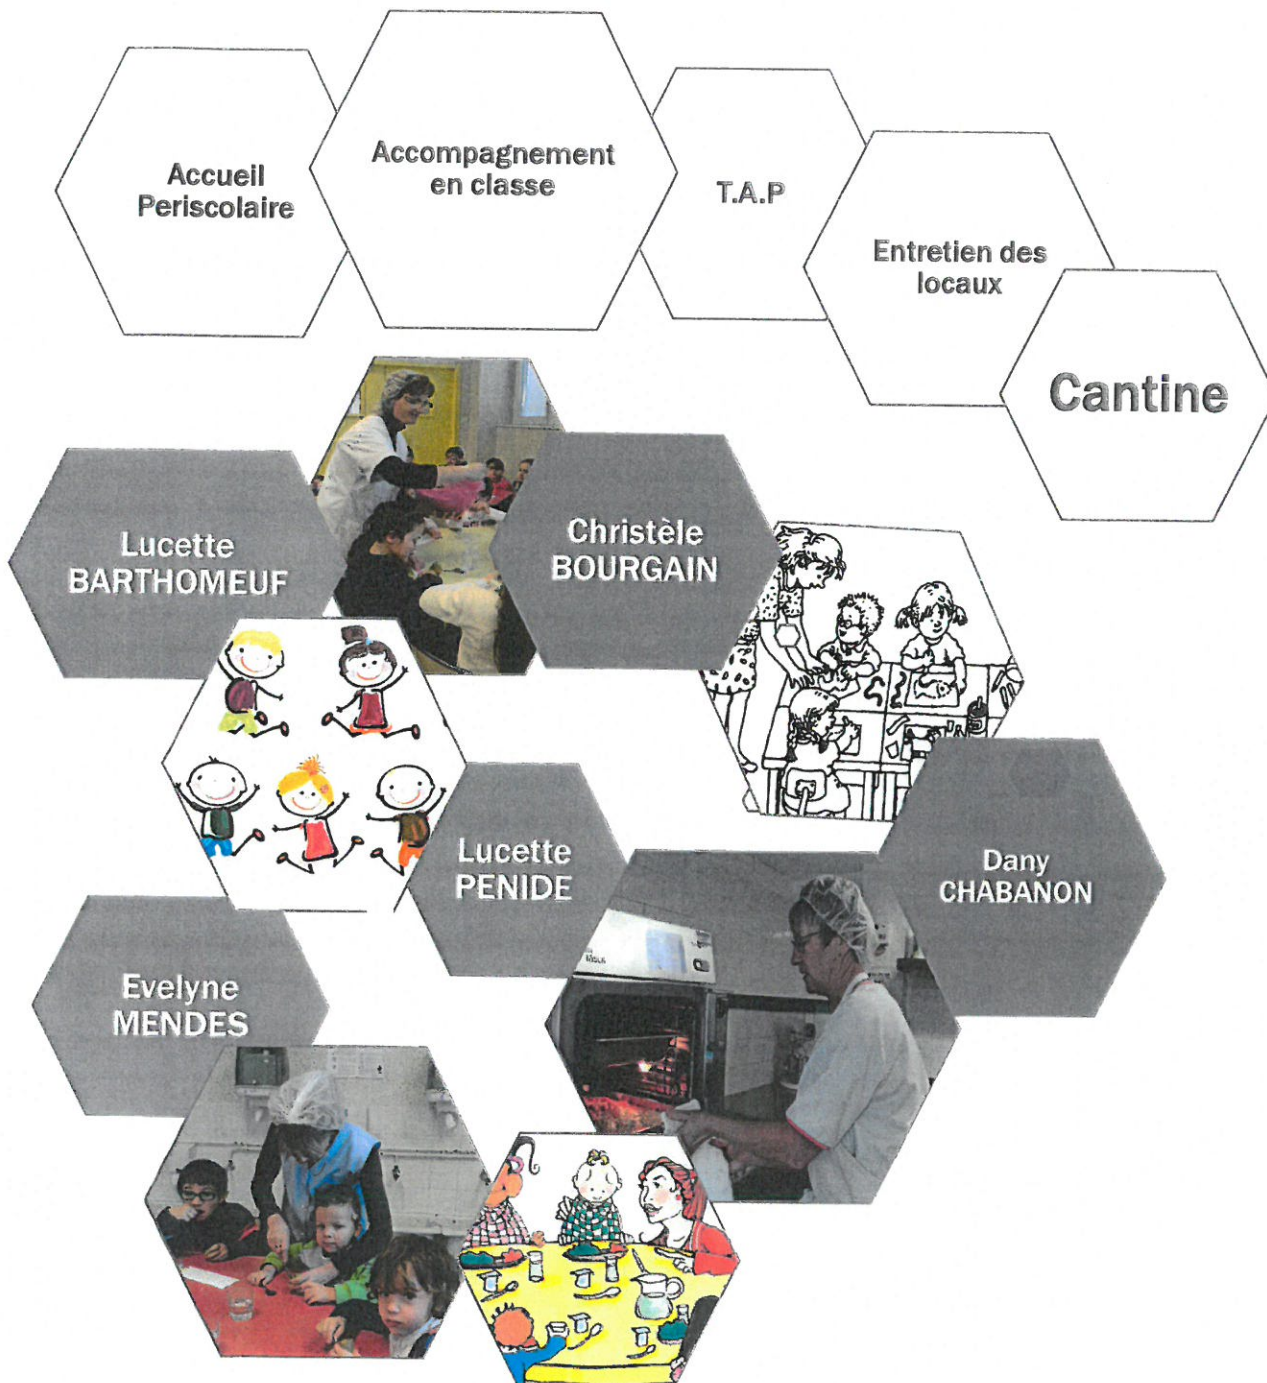 Accueil
Periscolaire
Accompagnement
en classe
T.A.P
Entretien des
locaux
Cantine
Lucette
BARTHOMEUF
Christèle
BOURGAIN
Lucette
PENIDE
Dany
CHABANON
Evelyne
MENDES